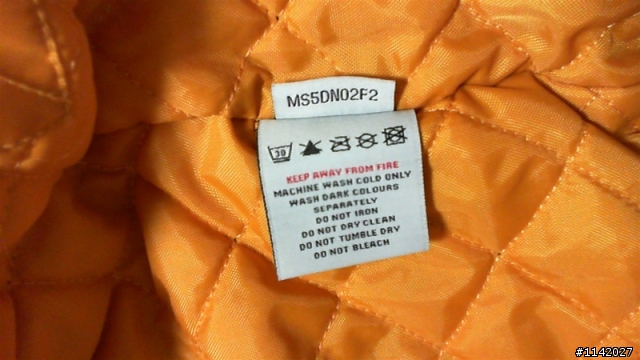 MS5DN02F2
30
KEEP AWAY FROM FIRE
MACHINE WASH COLD ONLY
WASH DARK COLOURS
SEPARATELY
DO NOT IRON
DO NOT DRY CLEAN
DO NOT TUMBLE DRY
DO NOT BLEACH
#1142027